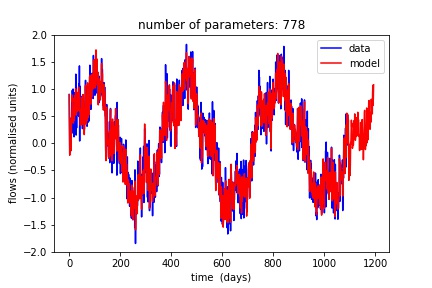 number of parameters: 778
data
model
2.0
1.5
1.0
0.5
0.0
−0.5
−1.0
−1.5
−2.0
flows (normalised units)
0 200 400 600 800 1000 1200
time (days)